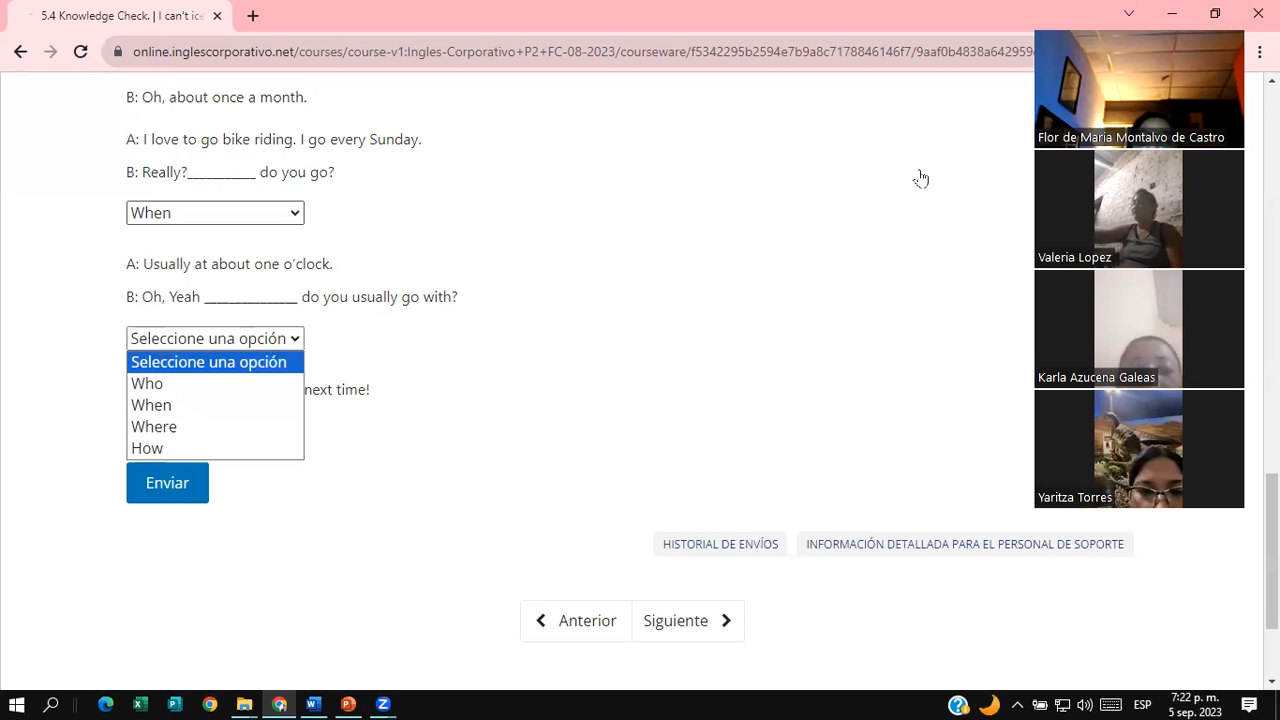 5.4 Knowledge Check. | I can't ice
online.inglescorporativo.net/courses/course-v1:Ingles-Corporativo+P2+FC-08-2023/courseware/f5342295b2594e7b9a8c7178846146f7/9aaf0b4838a642959
B: Oh, about once a month.
A: I love to go bike riding. I go every Sunday.
B: Really?___________ do you go?
When
A: Usually at about one o'clock.
B: Oh, Yeah ______________ do you usually go with?
Seleccione una opción
Seleccione una opción
Who
next time!
When
Where
How
Enviar
HISTORIAL DE ENVÍOS INFORMACIÓN DETALLADA PARA EL PERSONAL DE SOPORTE
Anterior Siguiente
Flor de Maria Montalvo de Castro
Valeria Lopez
Karla Azucena Galeas
Yaritza Torres
ESP
7:22 p. m.
5 sep. 2023